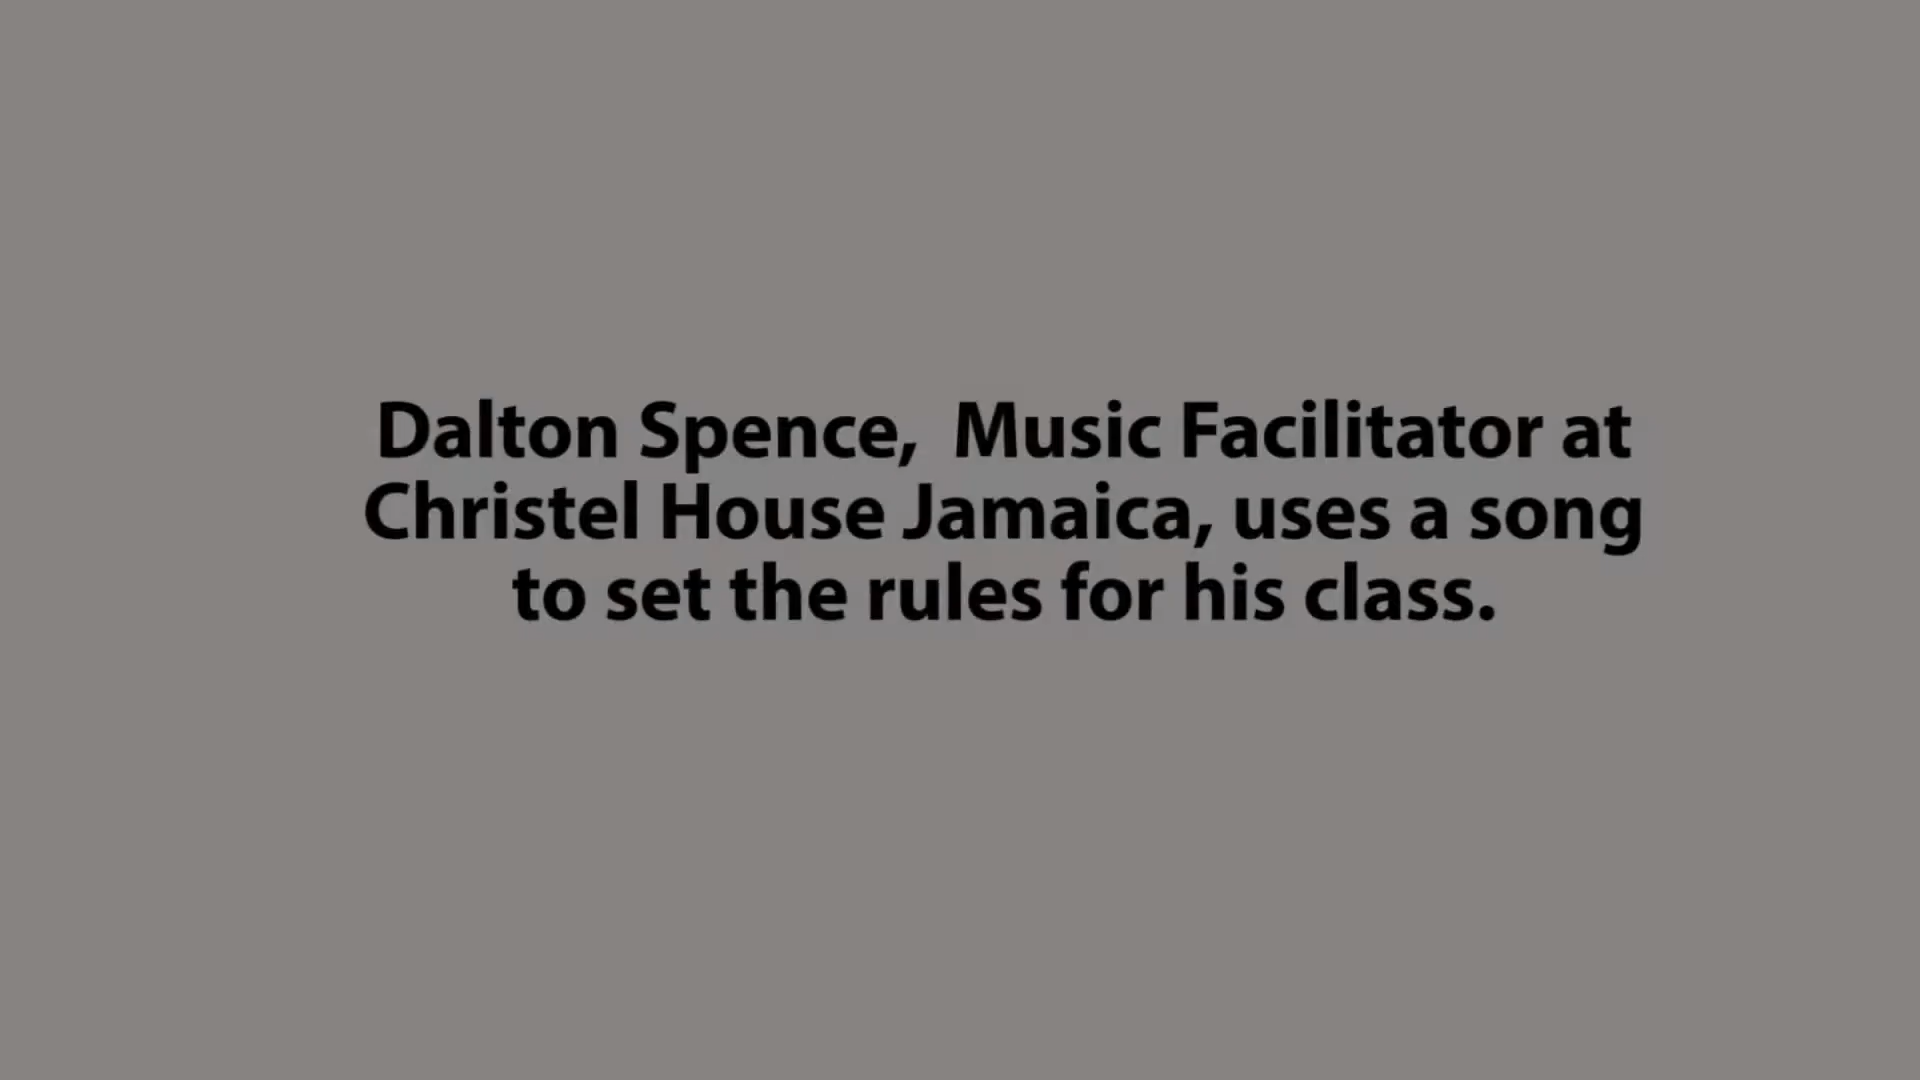 Dalton Spence,  Music Facilitator at
Christel House Jamaica, uses a song
to set the rules for his class.